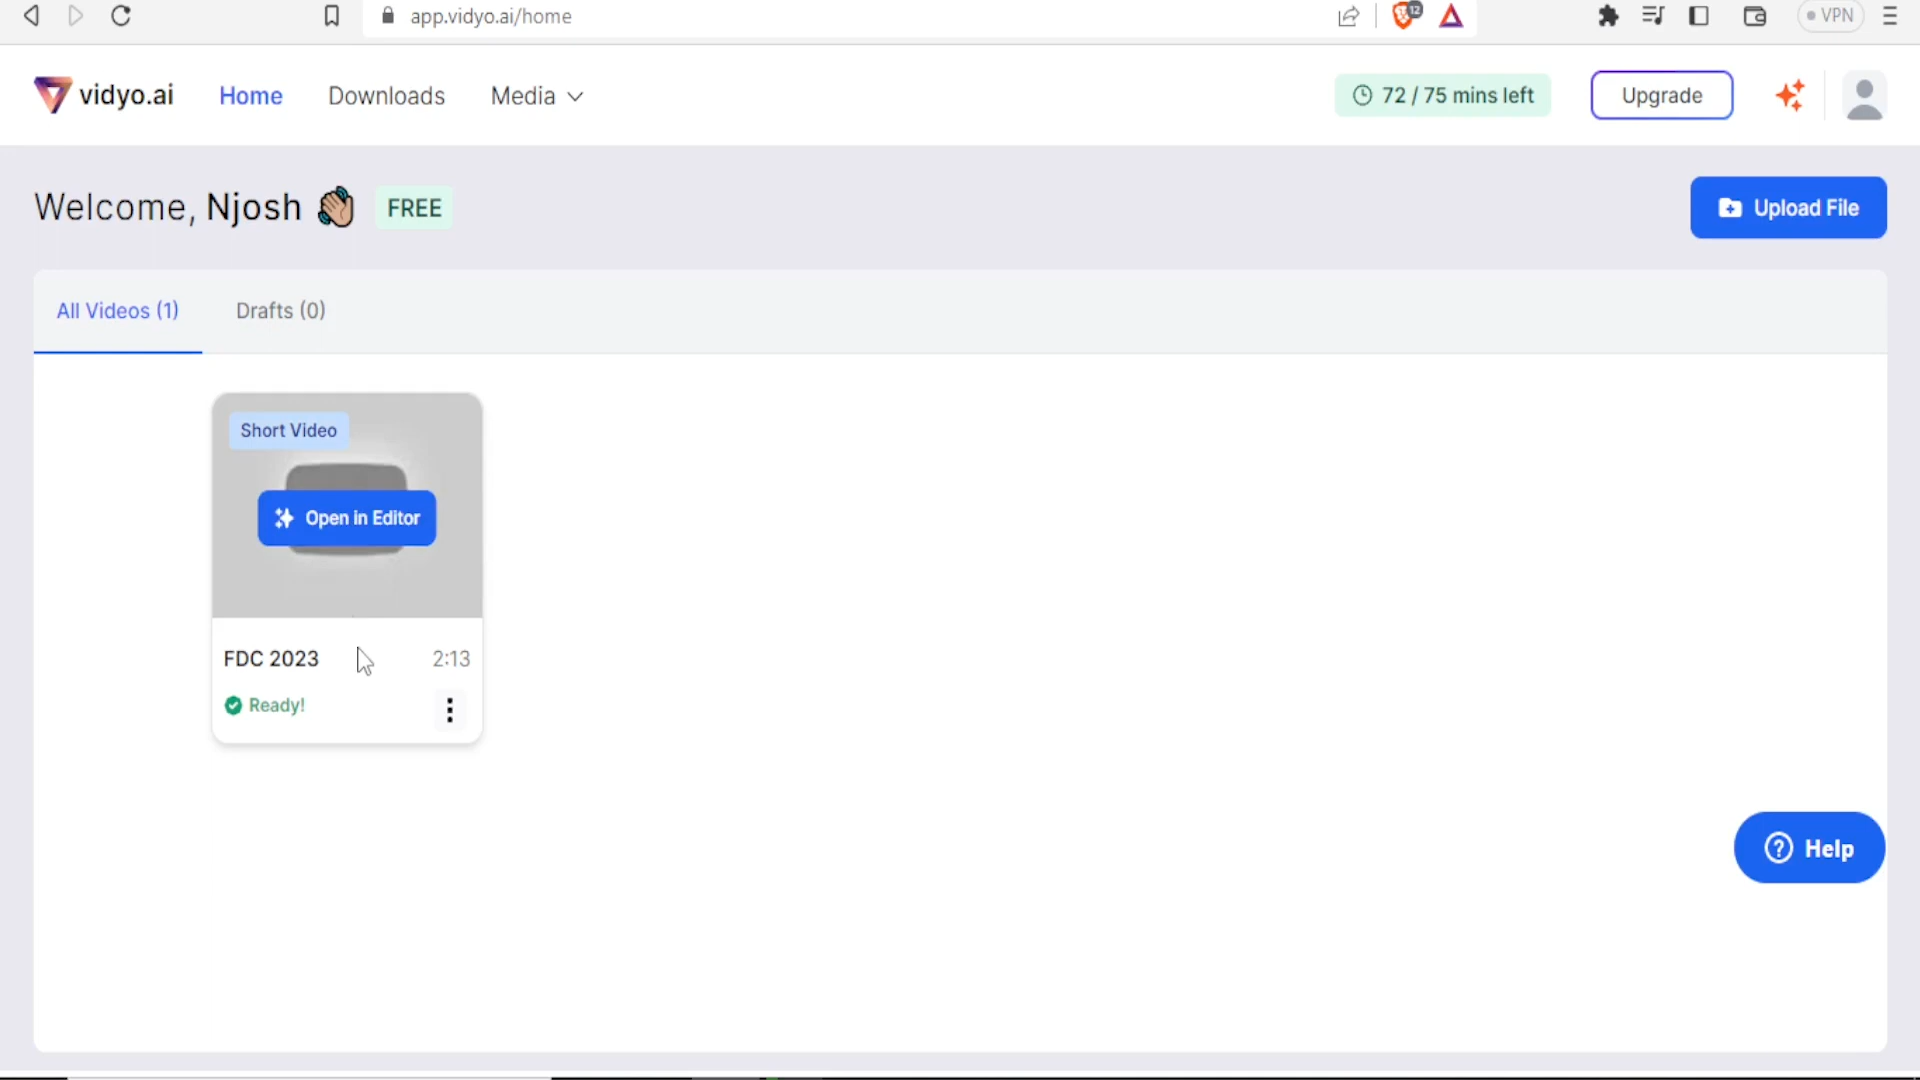 app.vidyo.ai/home
12
VPN
vidyo.ai
Home
Downloads
Media
72 / 75 mins left
Upgrade
Welcome, Njosh 👋🏽 FREE
Upload File
All Videos (1)
Drafts (0)
Short Video
Open in Editor
FDC 2023
2:13
Ready!
Help